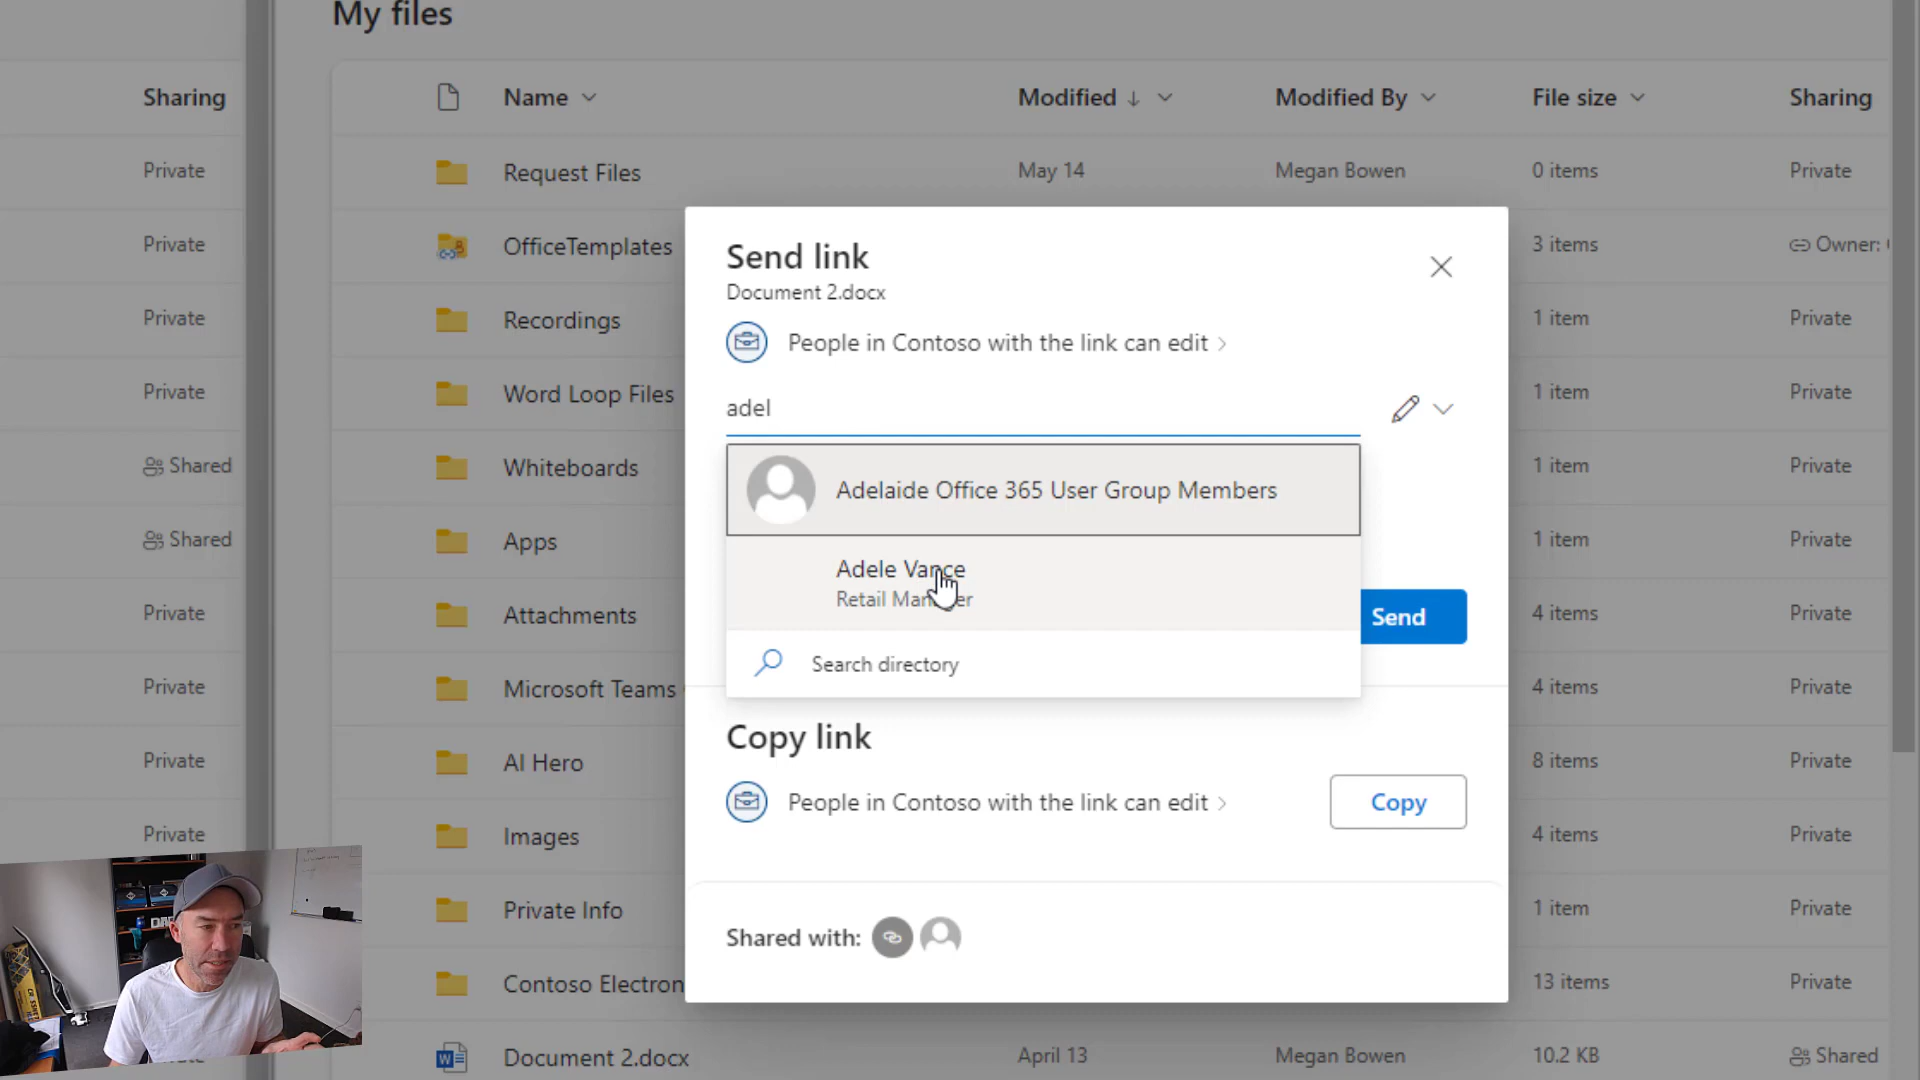 My files
Sharing
Name
Modified
Modified By
File size
Sharing
Private
Request Files
May 14
Megan Bowen
0 items
Private
Private
OfficeTemplates
3 items
Owner:
Private
Recordings
1 item
Private
Private
Word Loop Files
1 item
Private
Shared
Whiteboards
1 item
Private
Shared
Apps
1 item
Private
Private
Attachments
4 items
Private
Private
Microsoft Teams
4 items
Private
Private
AI Hero
8 items
Private
Private
Images
4 items
Private
Private Info
1 item
Private
Contoso Electron
13 items
Private
Document 2.docx
April 13
Megan Bowen
10.2 KB
Shared
Send link
Document 2.docx
People in Contoso with the link can edit
adel
Adelaide Office 365 User Group Members
Adele Vance
Retail Manager
Search directory
Send
Copy link
People in Contoso with the link can edit
Copy
Shared with: